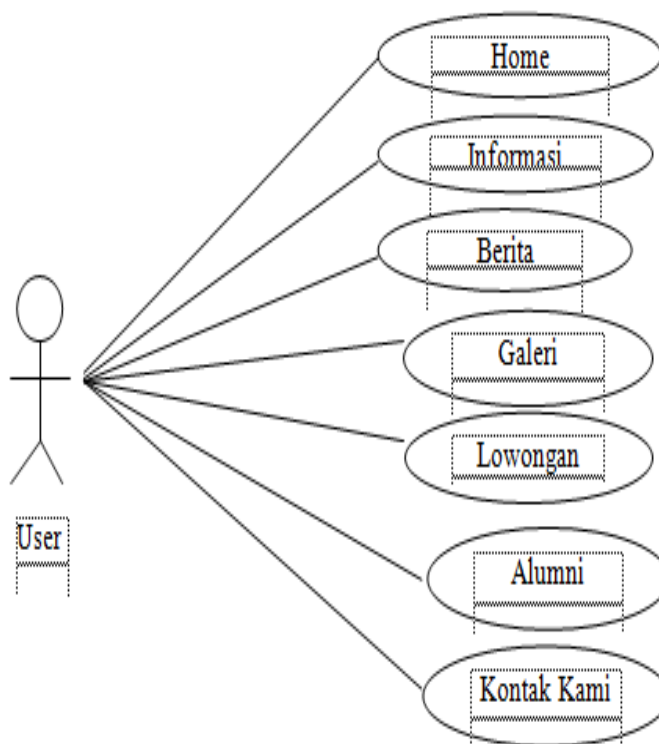 Home
Informasi
Berita
Galeri
Lowongan
User
Alumni
Kontak Kami